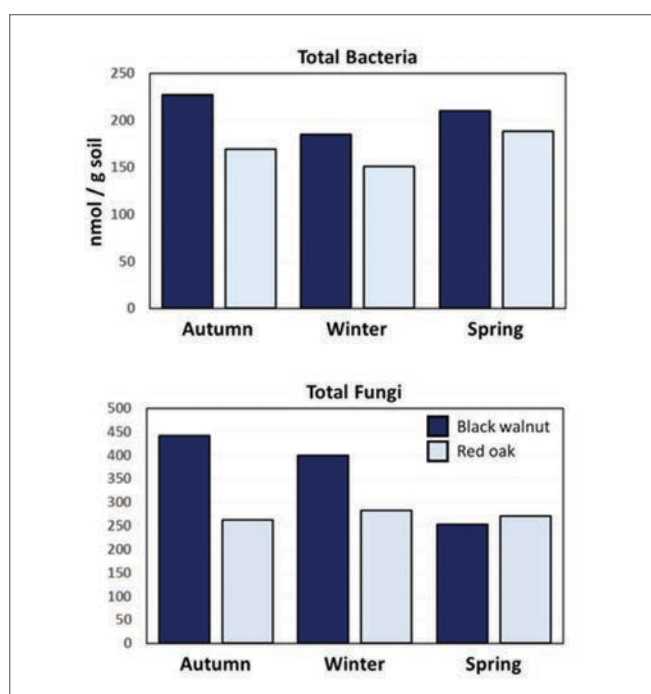 Total Bacteria
250
200
150
100
50
0
nmol / g soil
Autumn Winter Spring
Total Fungi
500
450
400
350
300
250
200
150
100
50
0
Black walnut
Red oak
Autumn Winter Spring